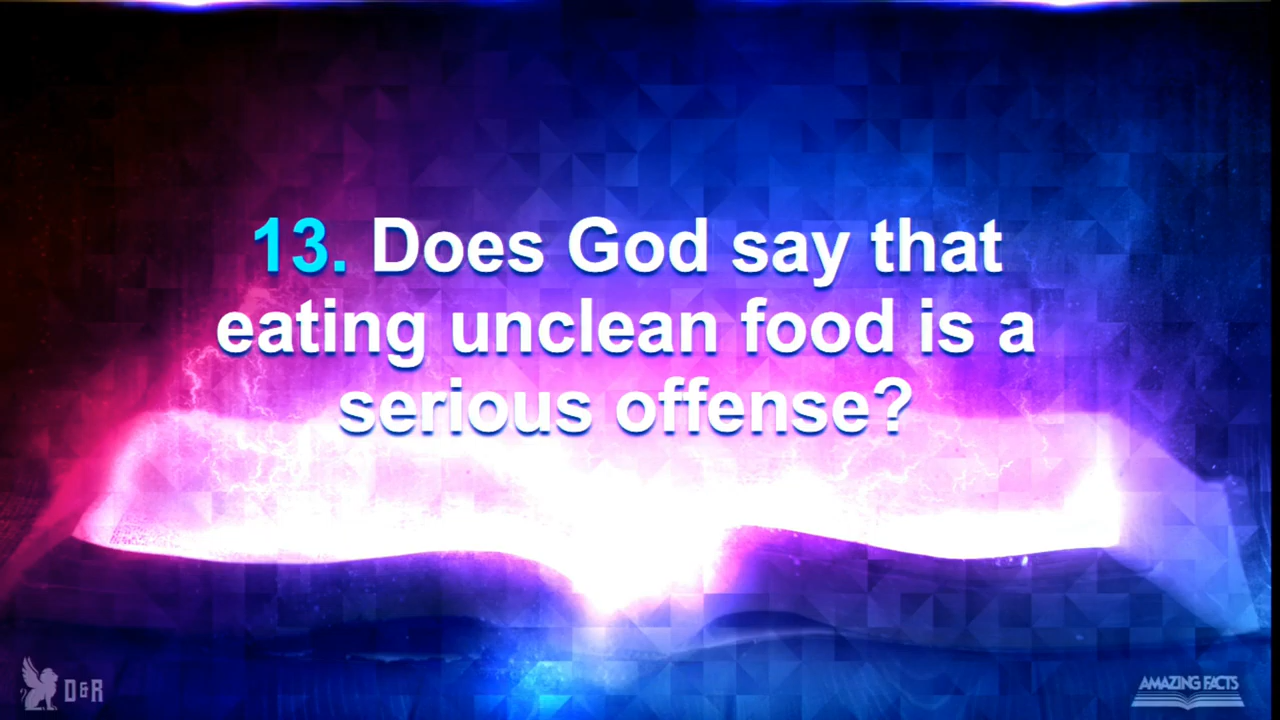 13. Does God say that
eating unclean food is a
serious offense?
D&R
AMAZING FACTS